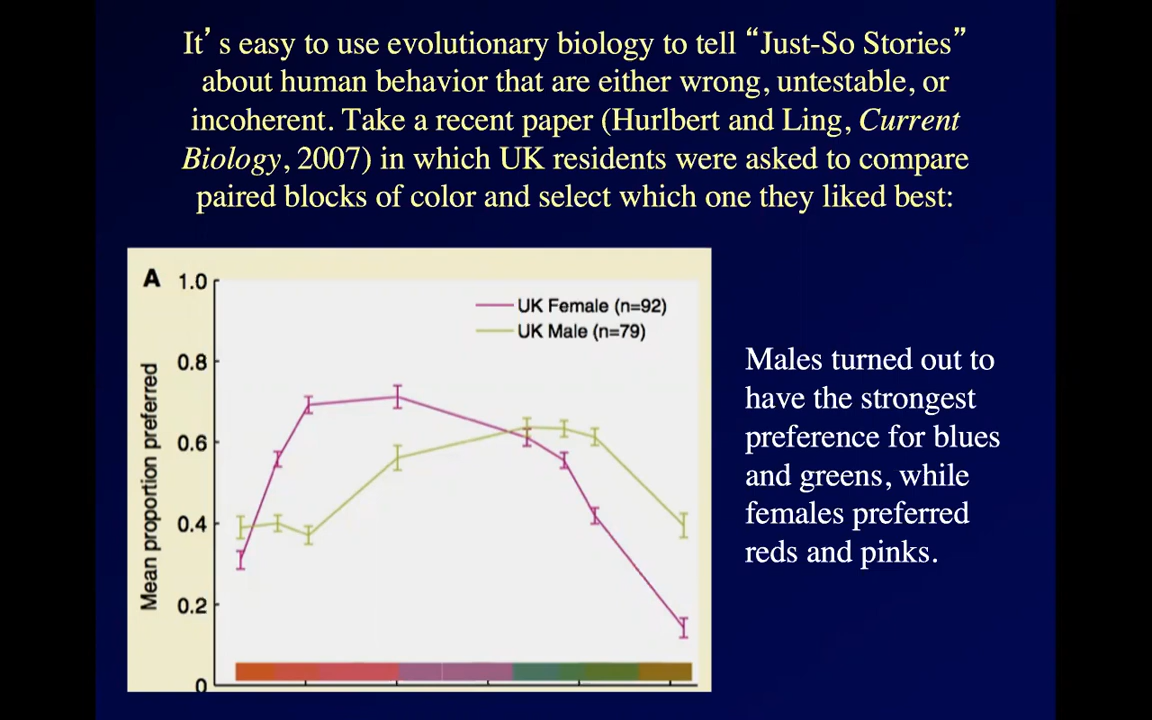 It’s easy to use evolutionary biology to tell “Just-So Stories”
about human behavior that are either wrong, untestable, or
incoherent. Take a recent paper (Hurlbert and Ling, Current
Biology, 2007) in which UK residents were asked to compare
paired blocks of color and select which one they liked best:
A
1.0
UK Female (n=92)
UK Male (n=79)
0.8
0.6
0.4
0.2
0
Mean proportion preferred
Males turned out to
have the strongest
preference for blues
and greens, while
females preferred
reds and pinks.